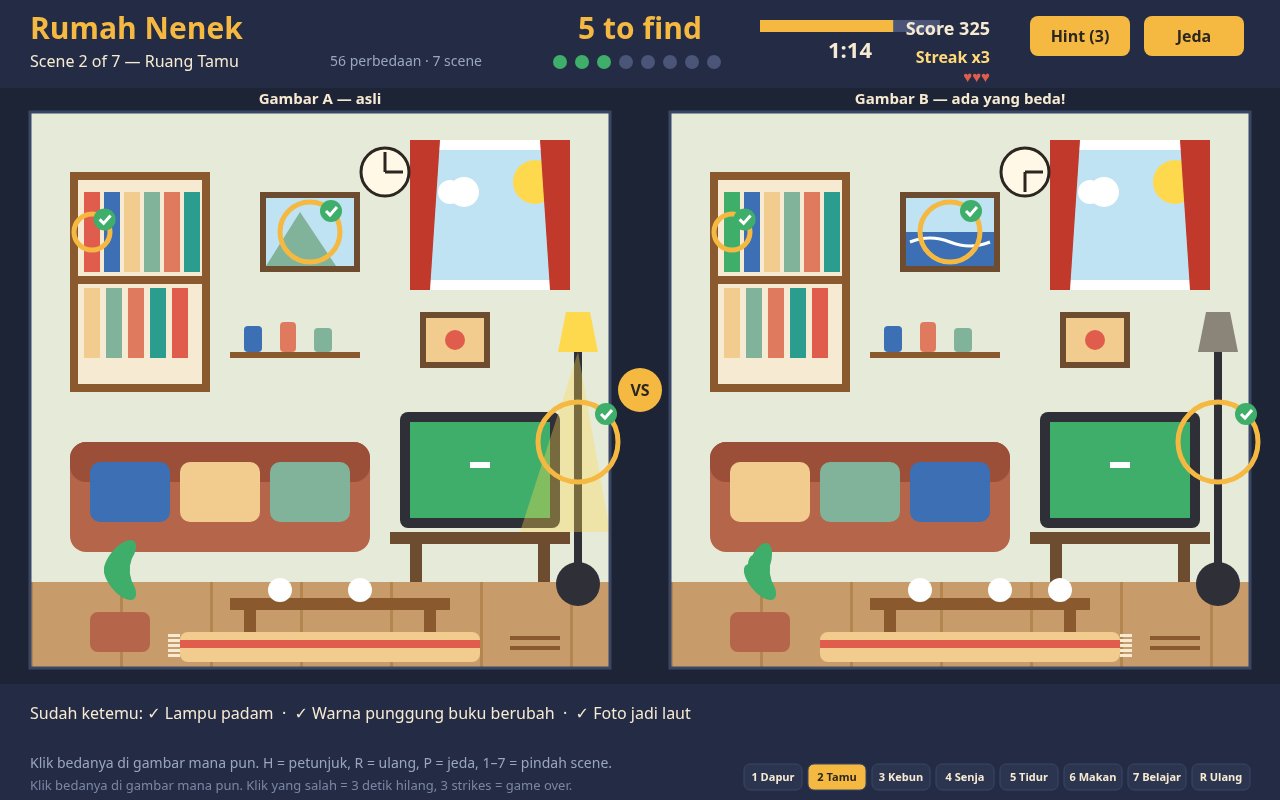 Rumah Nenek
Scene 2 of 7 — Ruang Tamu
56 perbedaan · 7 scene
5 to find
1:14
Score 325
Streak x3
♥♥♥
Hint (3)
Jeda
Gambar A — asli
Gambar B — ada yang beda!
VS
Sudah ketemu: ✓ Lampu padam · ✓ Warna punggung buku berubah · ✓ Foto jadi laut
Klik bedanya di gambar mana pun. H = petunjuk, R = ulang, P = jeda, 1–7 = pindah scene.
Klik bedanya di gambar mana pun. Klik yang salah = 3 detik hilang, 3 strikes = game over.
1 Dapur
2 Tamu
3 Kebun
4 Senja
5 Tidur
6 Makan
7 Belajar
R Ulang